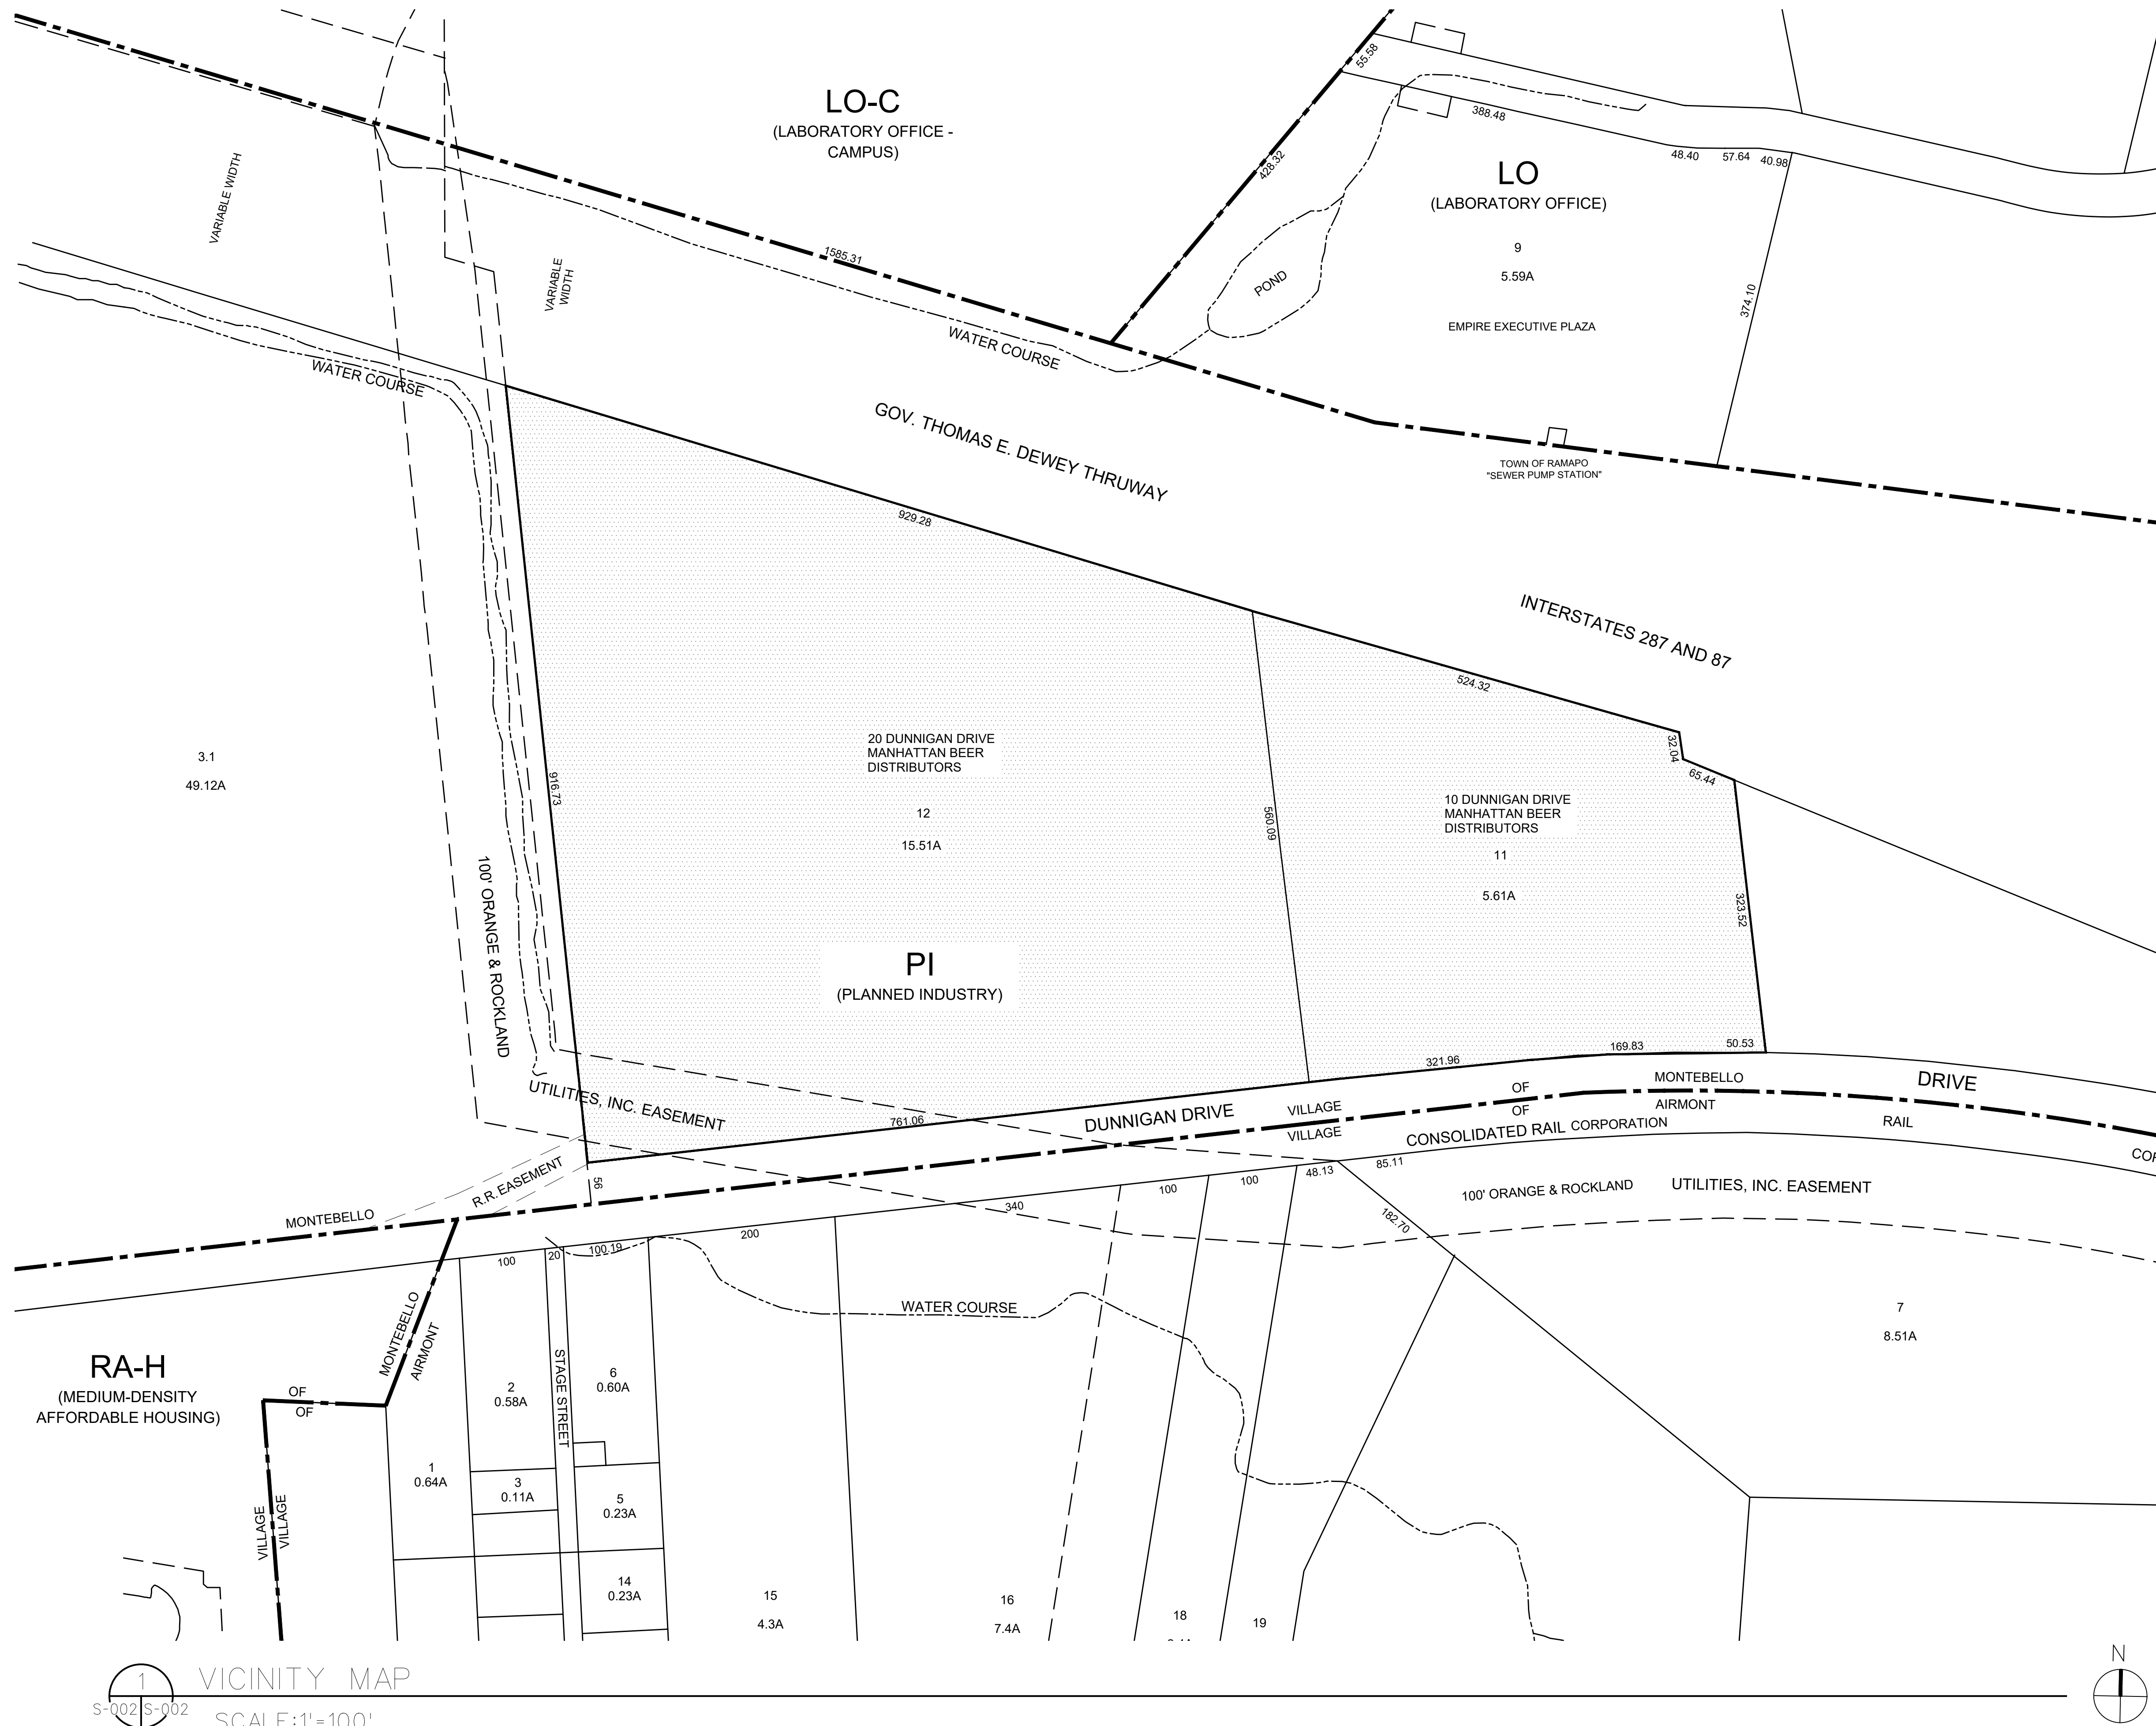 LO-C
(LABORATORY OFFICE -
CAMPUS)
55.58
388.48
428.32
48.40
57.64
40.98
LO
(LABORATORY OFFICE)
9
5.59A
EMPIRE EXECUTIVE PLAZA
374.10
POND
VARIABLE WIDTH
VARIABLE
WIDTH
1585.31
WATER COURSE
WATER COURSE
GOV. THOMAS E. DEWEY THRUWAY
TOWN OF RAMAPO
"SEWER PUMP STATION"
929.28
INTERSTATES 287 AND 87
524.32
32.04
65.44
3.1
49.12A
916.73
20 DUNNIGAN DRIVE
MANHATTAN BEER
DISTRIBUTORS
12
15.51A
560.09
10 DUNNIGAN DRIVE
MANHATTAN BEER
DISTRIBUTORS
11
5.61A
323.52
100' ORANGE & ROCKLAND
PI
(PLANNED INDUSTRY)
UTILITIES, INC. EASEMENT
761.06
321.96
169.83
50.53
DUNNIGAN DRIVE
VILLAGE
OF
MONTEBELLO
DRIVE
VILLAGE
OF
AIRMONT
CONSOLIDATED RAIL CORPORATION
RAIL
R.R. EASEMENT
56
MONTEBELLO
48.13
85.11
100
100
340
200
100.19
20
100
182.70
100' ORANGE & ROCKLAND
UTILITIES, INC. EASEMENT
WATER COURSE
7
8.51A
MONTEBELLO
AIRMONT
RA-H
(MEDIUM-DENSITY
AFFORDABLE HOUSING)
OF
OF
VILLAGE
VILLAGE
STAGE STREET
2
0.58A
6
0.60A
1
0.64A
3
0.11A
5
0.23A
14
0.23A
15
4.3A
16
7.4A
18
19
1
S-002 S-002
VICINITY MAP
SCALE:1'=100'
N